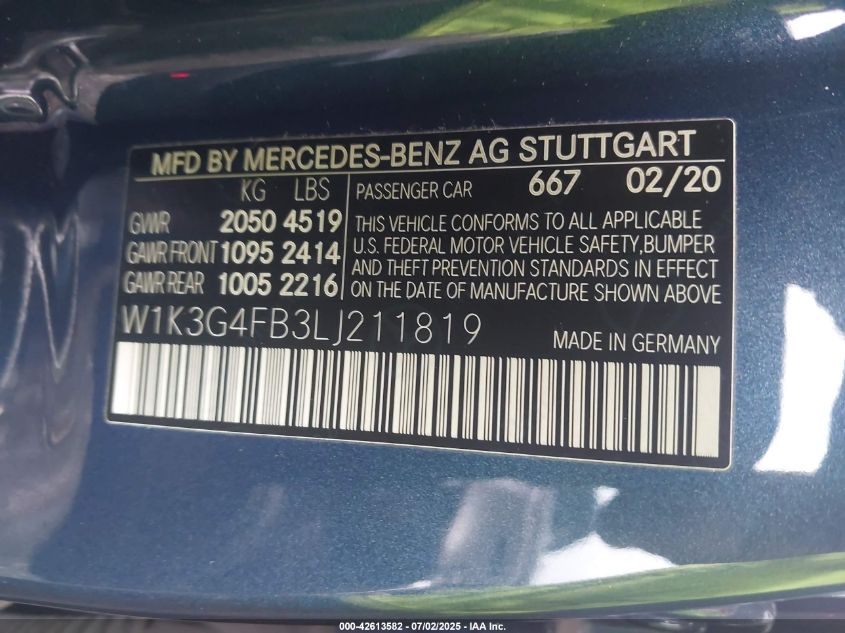 MFD BY MERCEDES-BENZ AG STUTTGART
KG LBS
GVWR 2050 4519
GAWR FRONT 1095 2414
GAWR REAR 1005 2216
PASSENGER CAR 667 02/20
THIS VEHICLE CONFORMS TO ALL APPLICABLE
U.S. FEDERAL MOTOR VEHICLE SAFETY,BUMPER
AND THEFT PREVENTION STANDARDS IN EFFECT
ON THE DATE OF MANUFACTURE SHOWN ABOVE
W1K3G4FB3LJ211819
MADE IN GERMANY
000-42613582 - 07/02/2025 - IAA Inc.